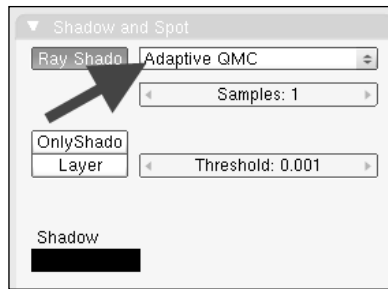 Shadow and Spot
Ray Shado
Adaptive QMC
Samples: 1
OnlyShado
Layer
Threshold: 0.001
Shadow